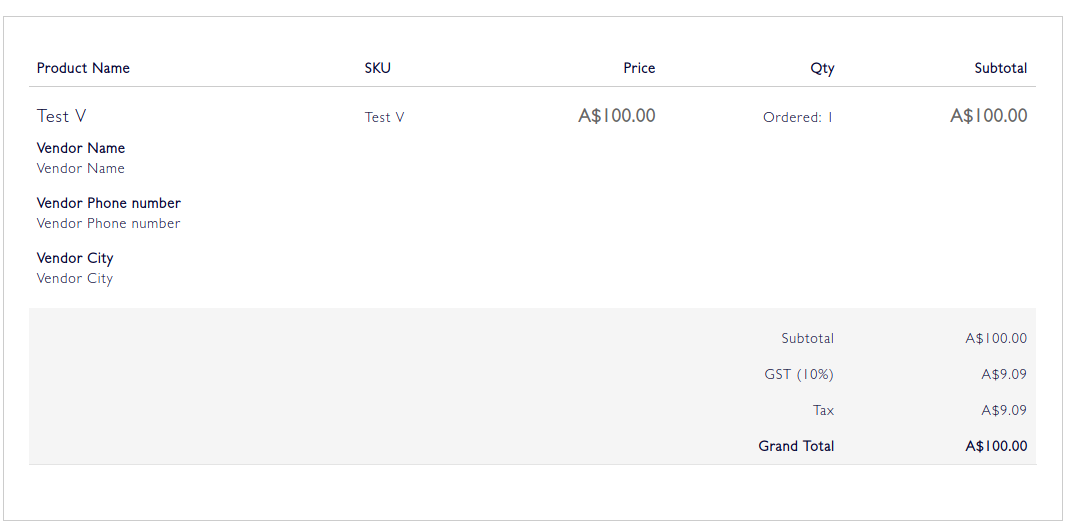 Product Name SKU Price Qty Subtotal
Test V Test V A$100.00 Ordered: 1 A$100.00
Vendor Name
Vendor Name
Vendor Phone number
Vendor Phone number
Vendor City
Vendor City
Subtotal A$100.00
GST (10%) A$9.09
Tax A$9.09
Grand Total A$100.00